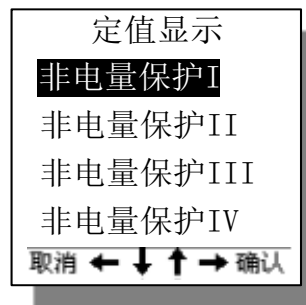 定值显示
非电量保护I
非电量保护II
非电量保护III
非电量保护IV
取消 ← ↓ ↑ → 确认